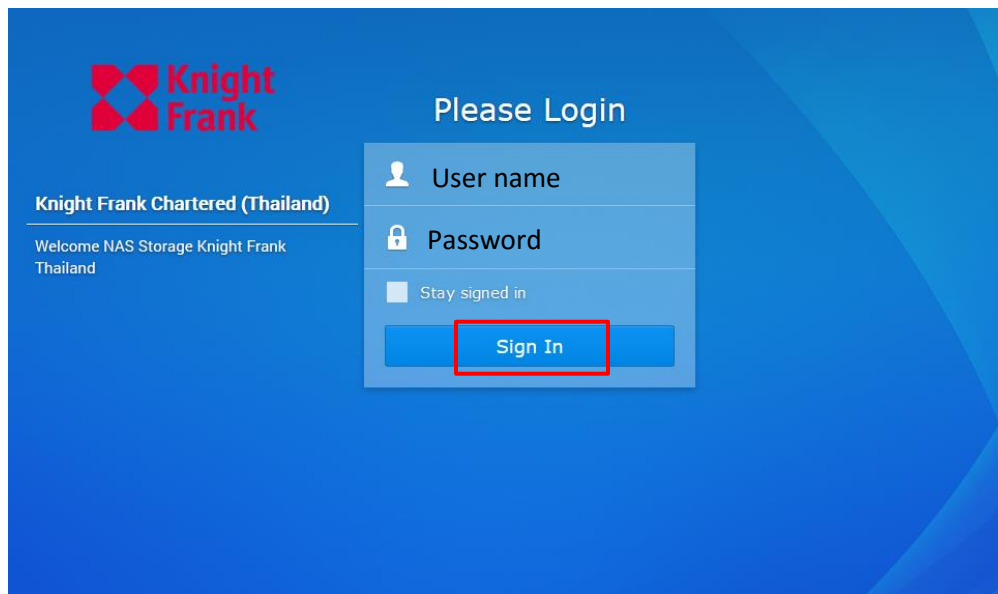 Knight
Frank
Knight Frank Chartered (Thailand)
Welcome NAS Storage Knight Frank
Thailand
Please Login
User name
Password
Stay signed in
Sign In